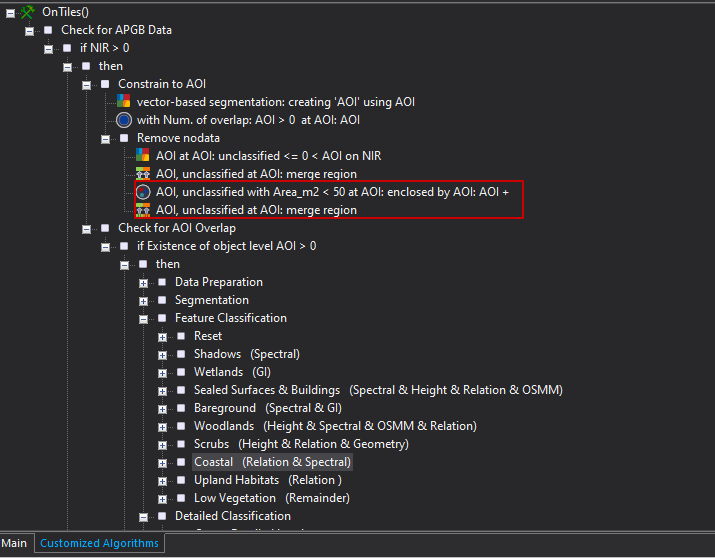 OnTiles()
Check for APGB Data
if NIR > 0
then
Constrain to AOI
vector-based segmentation: creating 'AOI' using AOI
with Num. of overlap: AOI > 0 at AOI: AOI
Remove nodata
AOI at AOI: unclassified <= 0 < AOI on NIR
AOI, unclassified at AOI: merge region
AOI, unclassified with Area_m2 < 50 at AOI: enclosed by AOI: AOI +
AOI, unclassified at AOI: merge region
Check for AOI Overlap
if Existence of object level AOI > 0
then
Data Preparation
Segmentation
Feature Classification
Reset
Shadows (Spectral)
Wetlands (GI)
Sealed Surfaces & Buildings (Spectral & Height & Relation & OSMM)
Bareground (Spectral & GI)
Woodlands (Height & Spectral & OSMM & Relation)
Scrubs (Height & Relation & Geometry)
Coastal (Relation & Spectral)
Upland Habitats (Relation )
Low Vegetation (Remainder)
Detailed Classification
Main Customized Algorithms